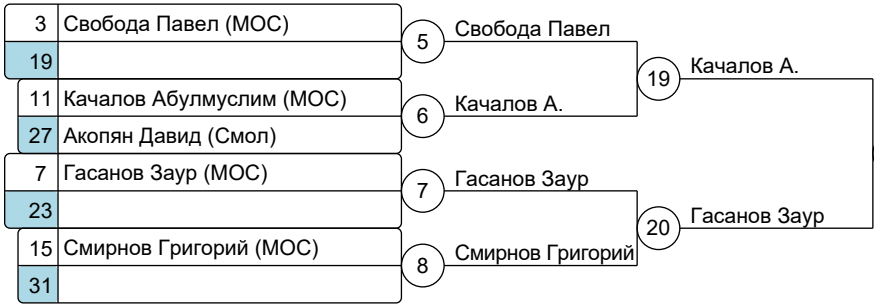 3 Свобода Павел (МОС)
19
5
Свобода Павел
11 Качалов Абулмуслим (МОС)
27 Акопян Давид (Смол)
6
Качалов А.
19
Качалов А.
7 Гасанов Заур (МОС)
23
7
Гасанов Заур
15 Смирнов Григорий (МОС)
31
8
Смирнов Григорий
20
Гасанов Заур